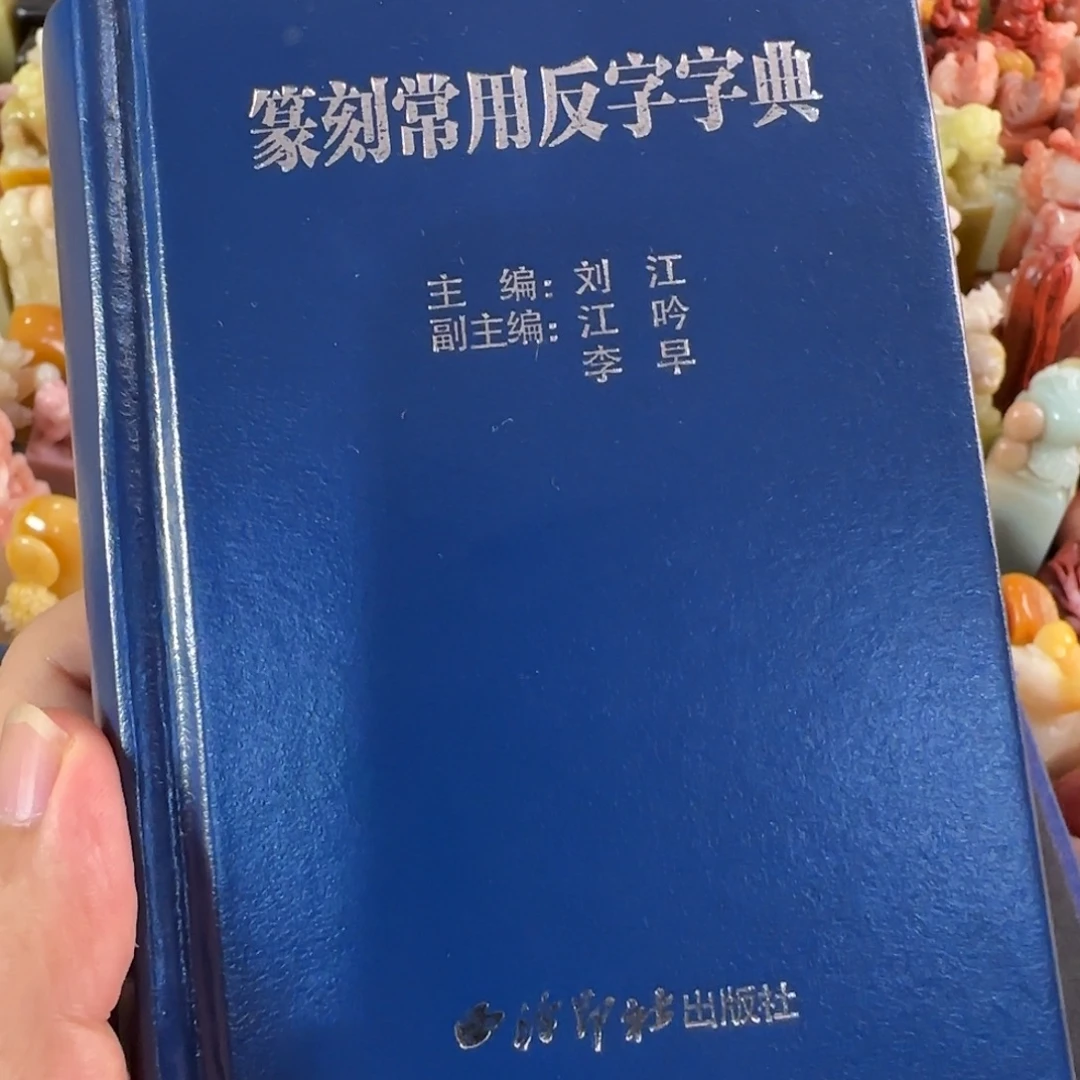 篆刻常用反字字典
主 编：刘 江
副主编：江 吟
李 早
西泠印社出版社